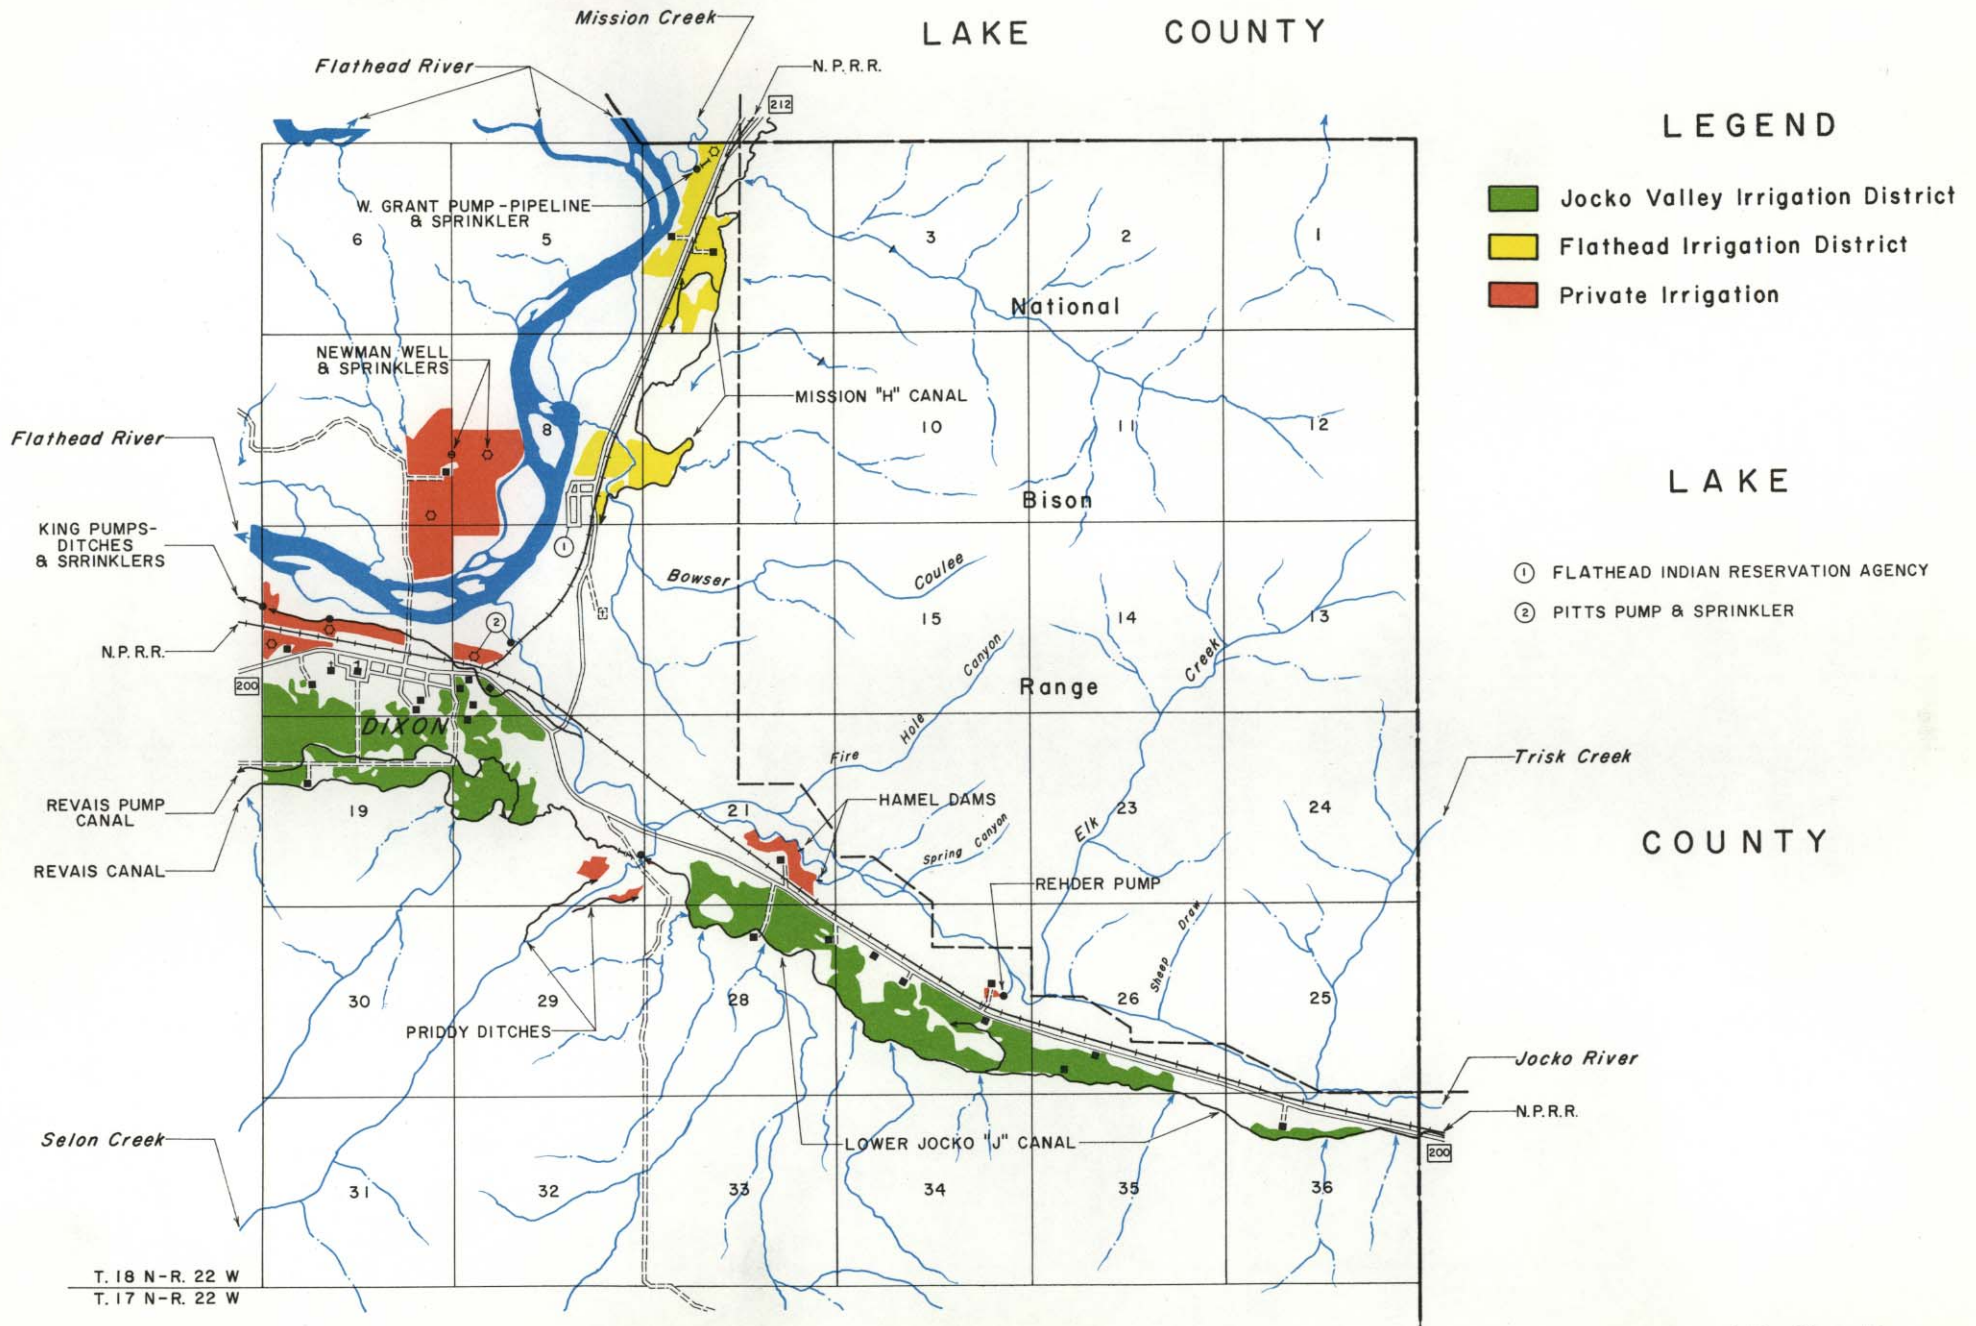 Mission Creek
LAKE COUNTY
Flathead River
N.P.R.R.
212
LEGEND
Jocko Valley Irrigation District
Flathead Irrigation District
Private Irrigation
W. GRANT PUMP-PIPELINE
& SPRINKLER
6
5
3
2
1
National
NEWMAN WELL
& SPRINKLERS
MISSION "H" CANAL
8
10
11
12
Flathead River
LAKE
Bison
KING PUMPS-
DITCHES
& SRRINKLERS
1
Bowser
Coulee
1 FLATHEAD INDIAN RESERVATION AGENCY
2 PITTS PUMP & SPRINKLER
15
14
13
2
N.P.R.R.
Canyon
Creek
200
Range
DIXON
Hole
Fire
Trisk Creek
REVAIS PUMP
CANAL
19
21
HAMEL DAMS
23
24
Elk
Spring Canyon
COUNTY
REVAIS CANAL
REHDER PUMP
Draw
Sheep
30
29
28
26
25
PRIDDY DITCHES
Jocko River
N.P.R.R.
Selon Creek
LOWER JOCKO "J" CANAL
200
31
32
33
34
35
36
T. 18 N-R. 22 W
T. 17 N-R. 22 W